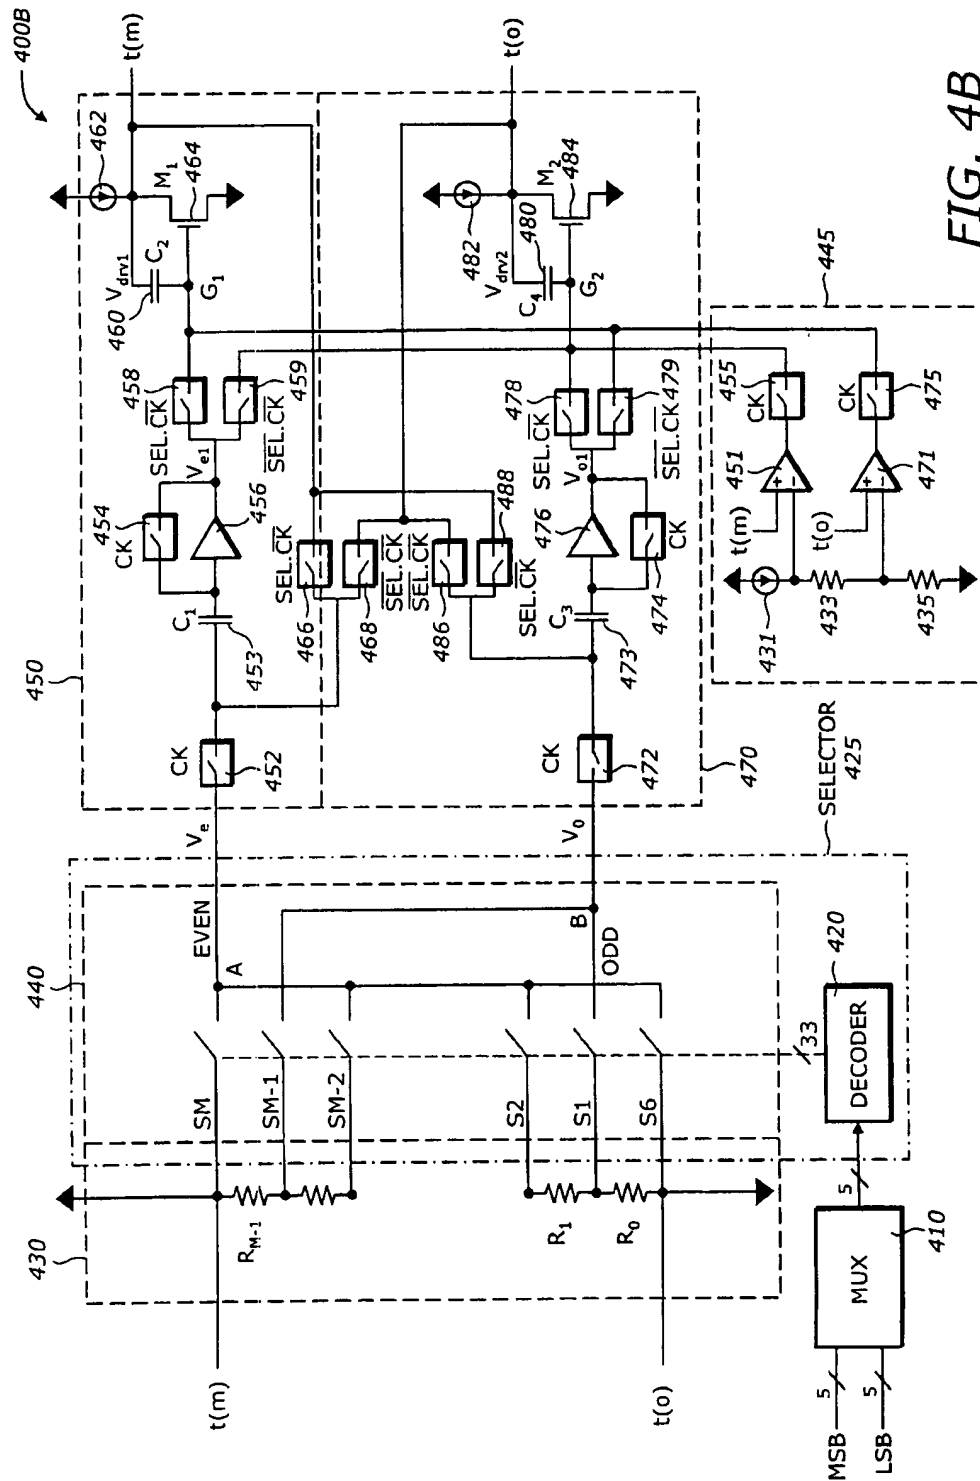 400B
t(m)
t(o)
462
M1
464
Vdrv1
C2
460
G1
482
Vdrv2
480
C4
M2
484
G2
458
SEL.CK
459
SEL.CK
Ve1
454
CK
456
C1
453
450
CK
452
Ve
466
SEL.CK
468
SEL.CK
SEL.CK
486
488
SEL.CK
478
SEL.CK
479
SEL.CK
Vo1
476
474
CK
C3
473
CK
472
470
V0
445
455
CK
475
CK
451
+
−
471
+
−
t(m)
t(o)
431
433
435
SELECTOR
425
440
EVEN
A
B
ODD
420
DECODER
33
SM
SM-1
SM-2
S2
S1
S6
430
RM-1
R1
R0
t(m)
t(o)
5
MUX
410
MSB
5
LSB
5
FIG. 4B